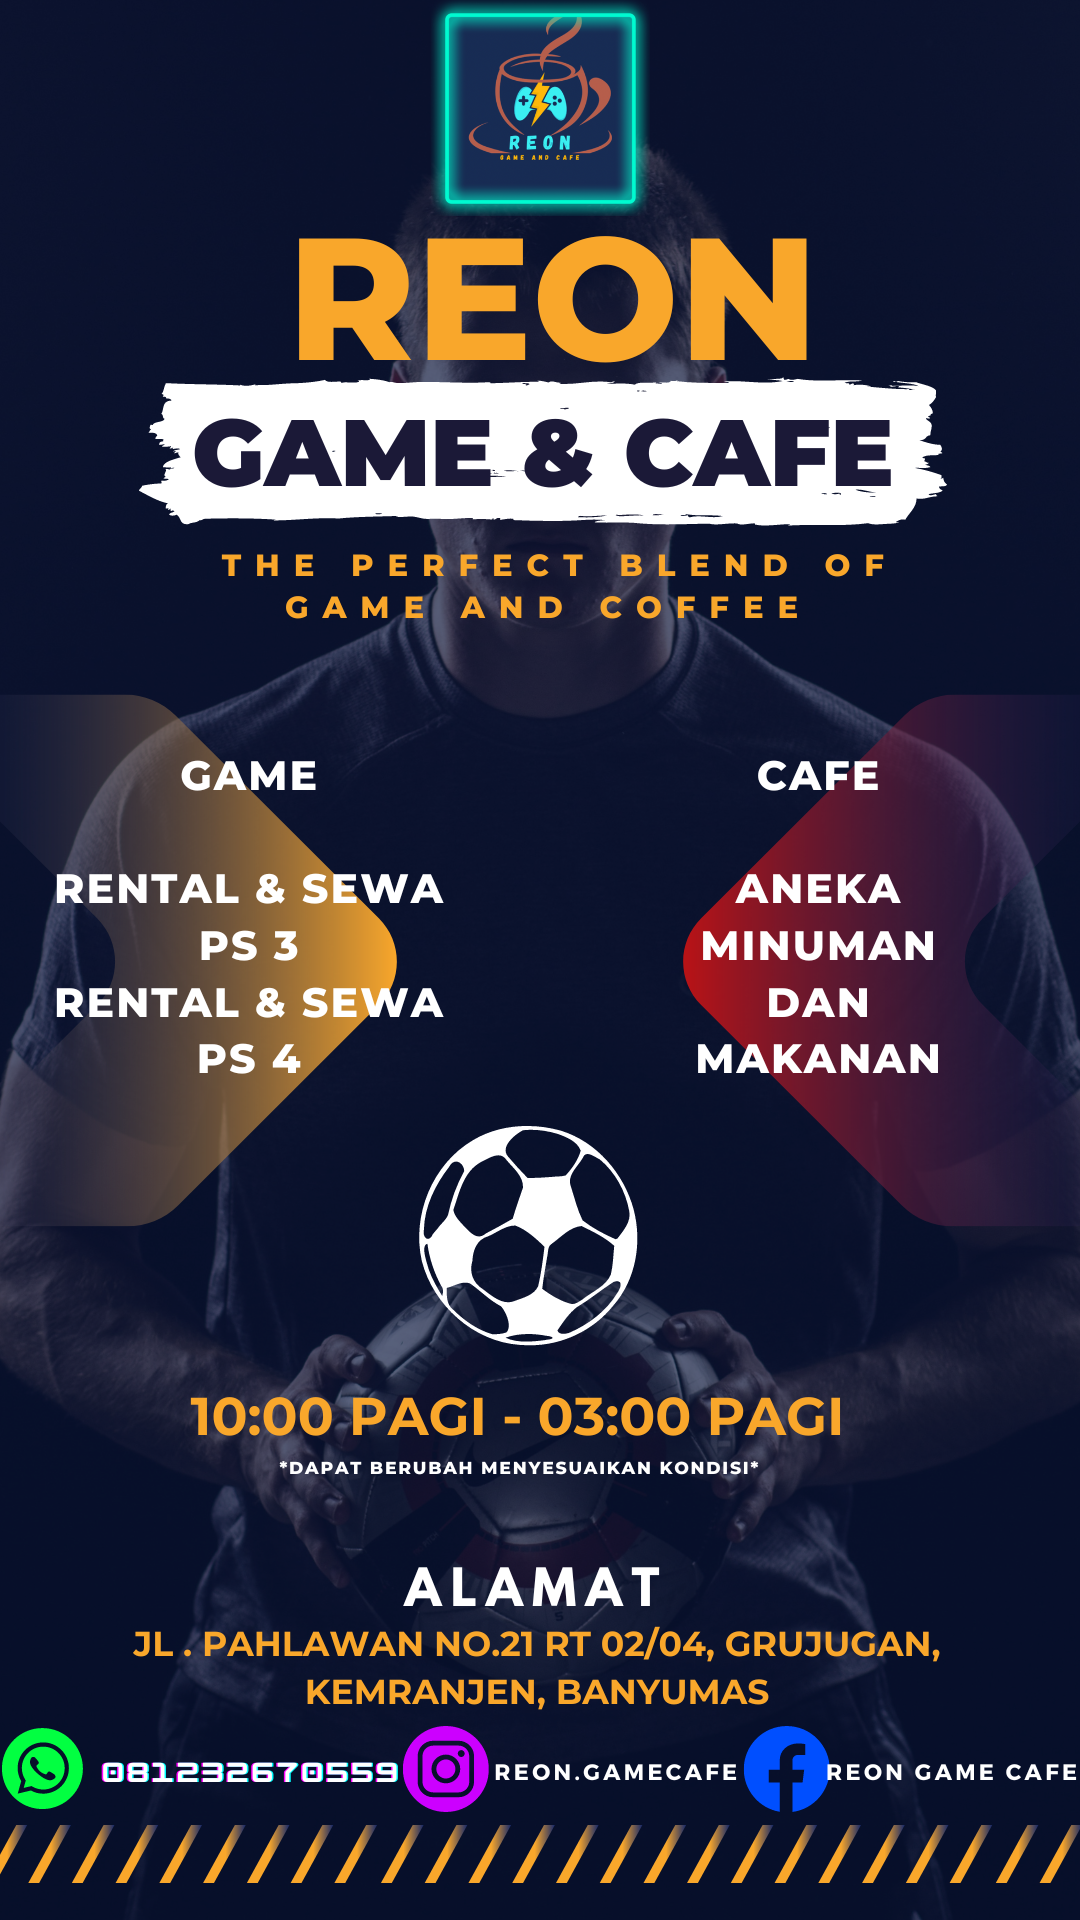 REON
GAME AND CAFE
REON
GAME & CAFE
THE PERFECT BLEND OF
GAME AND COFFEE
GAME
RENTAL & SEWA
PS 3
RENTAL & SEWA
PS 4
CAFE
ANEKA
MINUMAN
DAN
MAKANAN
10:00 PAGI - 03:00 PAGI
*DAPAT BERUBAH MENYESUAIKAN KONDISI*
ALAMAT
JL . PAHLAWAN NO.21 RT 02/04, GRUJUGAN,
KEMRANJEN, BANYUMAS
081232670559 REON.GAMECAFE REON GAME CAFE